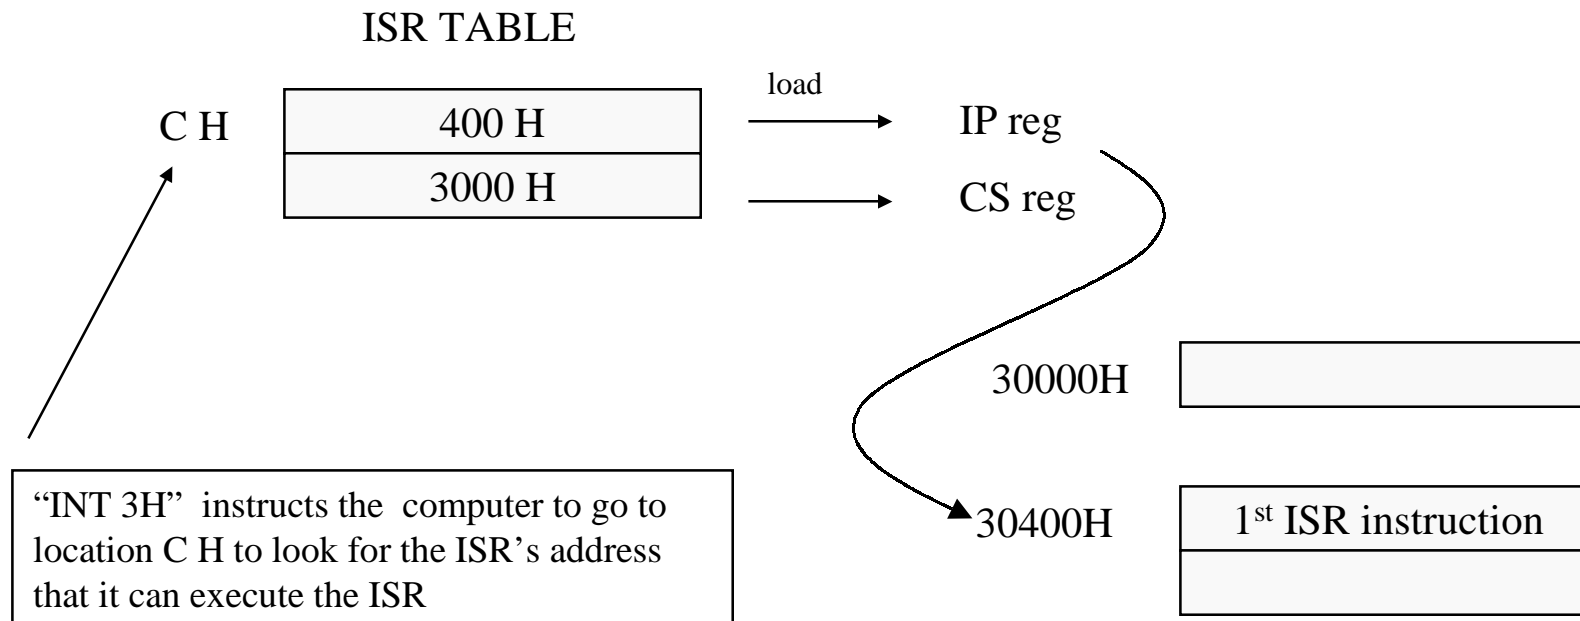 ISR TABLE
load
C H
400 H
IP reg
3000 H
CS reg
30000H
“INT 3H” instructs the computer to go to
location C H to look for the ISR’s address
that it can execute the ISR
30400H
1st ISR instruction